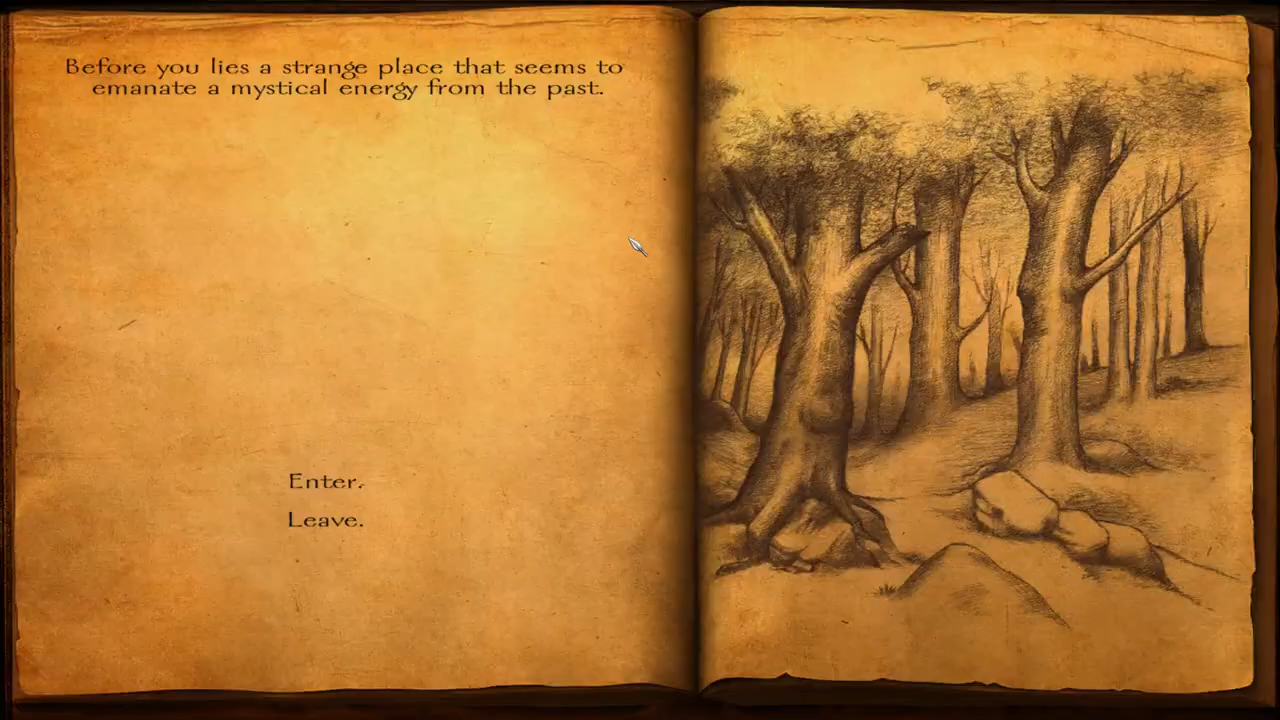 Before you lies a strange place that seems to
emanate a mystical energy from the past.
Enter.
Leave.